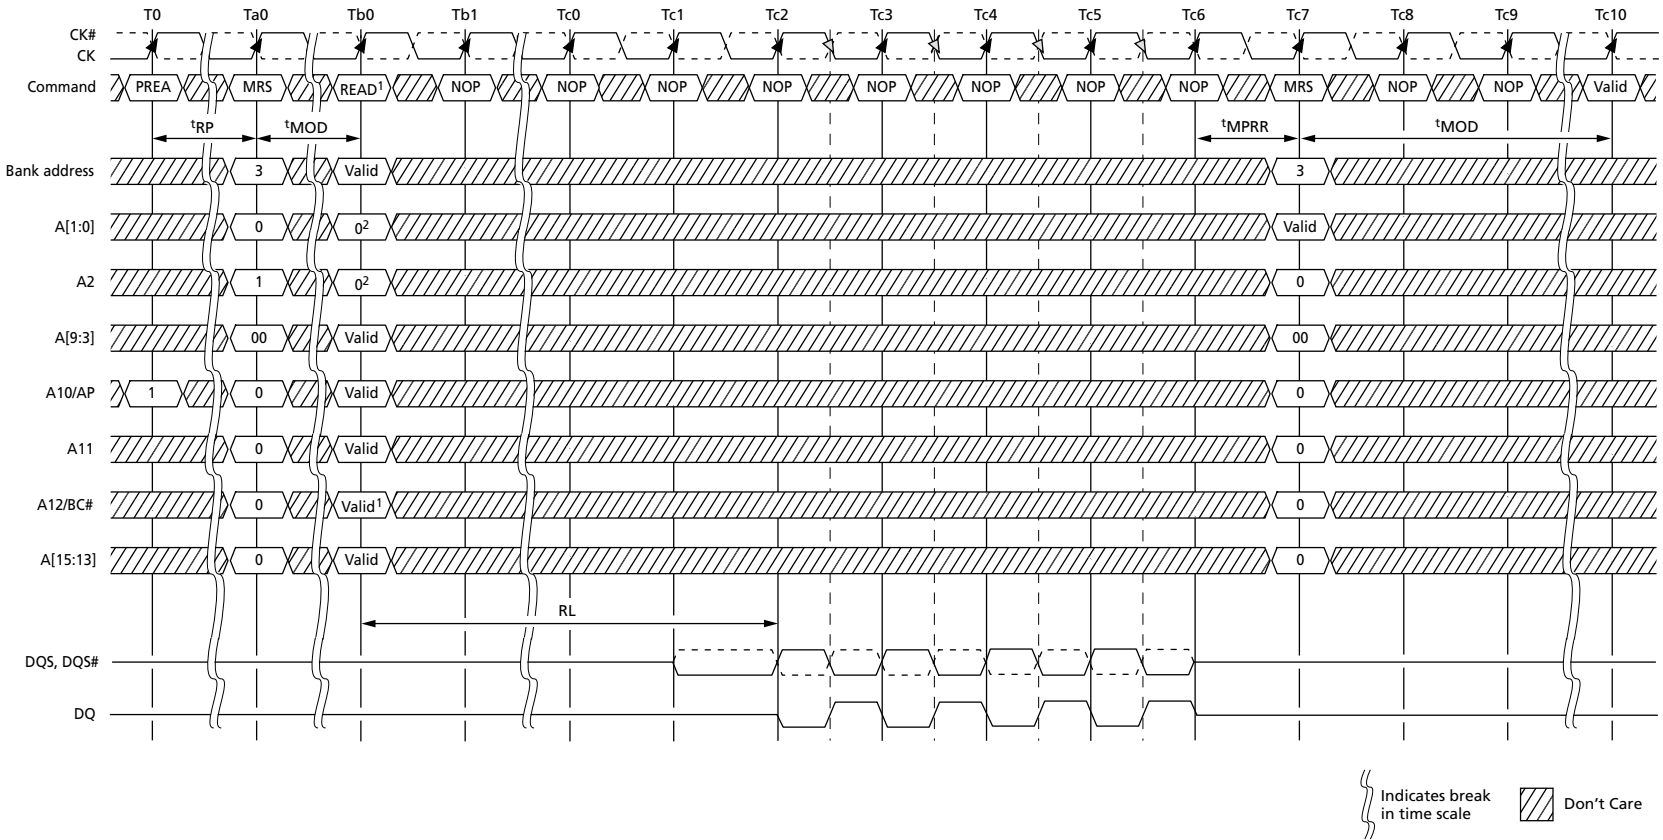 T0 Ta0 Tb0 Tb1 Tc0 Tc1 Tc2 Tc3 Tc4 Tc5 Tc6 Tc7 Tc8 Tc9 Tc10
CK#
CK
Command PREA MRS READ¹ NOP NOP NOP NOP NOP NOP NOP NOP MRS NOP NOP Valid
tRP tMOD tMPRR tMOD
Bank address 3 Valid 3
A[1:0] 0 0² Valid
A2 1 0² 0
A[9:3] 00 Valid 00
A10/AP 1 0 Valid 0
A11 0 Valid 0
A12/BC# 0 Valid¹ 0
A[15:13] 0 Valid 0
RL
DQS, DQS#
DQ
Indicates break
in time scale
Don't Care